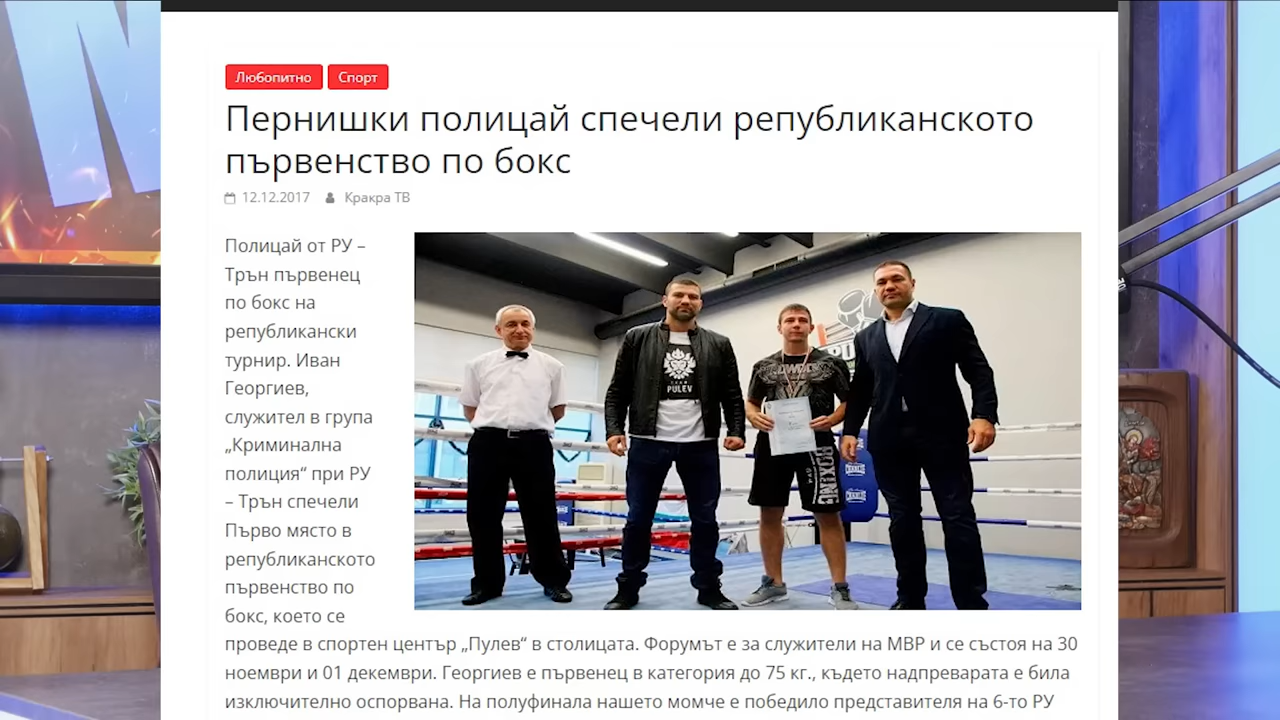 Любопитно
Спорт
Пернишки полицай спечели републиканското
първенство по бокс
12.12.2017
Кракра ТВ
Полицай от РУ –
Трън първенец
по бокс на
републикански
турнир. Иван
Георгиев,
служител в група
„Криминална
полиция“ при РУ
– Трън спечели
Първо място в
републиканското
първенство по
бокс, което се
проведе в спортен център „Пулев“ в столицата. Форумът е за служители на МВР и се състоя на 30
ноември и 01 декември. Георгиев е първенец в категория до 75 кг., където надпреварата е била
изключително оспорвана. На полуфинала нашето момче е победило представителя на 6-то РУ
PULEV
BOXING